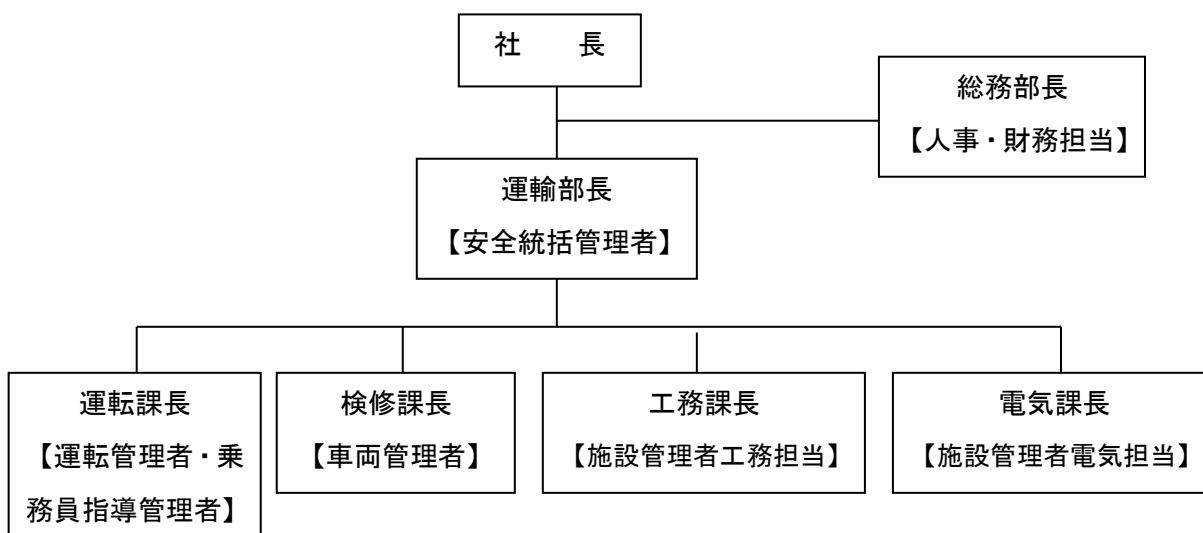 社　　長
総務部長
【人事・財務担当】
運輸部長
【安全統括管理者】
運転課長
【運転管理者・乗
務員指導管理者】
検修課長
【車両管理者】
工務課長
【施設管理者工務担当】
電気課長
【施設管理者電気担当】